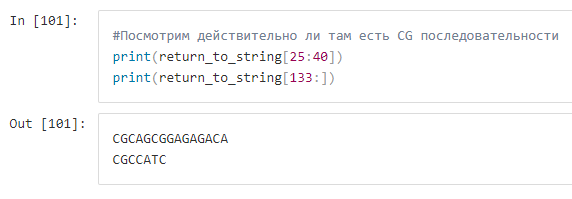 In [101]:
#Посмотрим действительно ли там есть CG последовательности
print(return_to_string[25:40])
print(return_to_string[133:])
Out [101]:
CGCAGCGGAGAGACA
CGCCATC